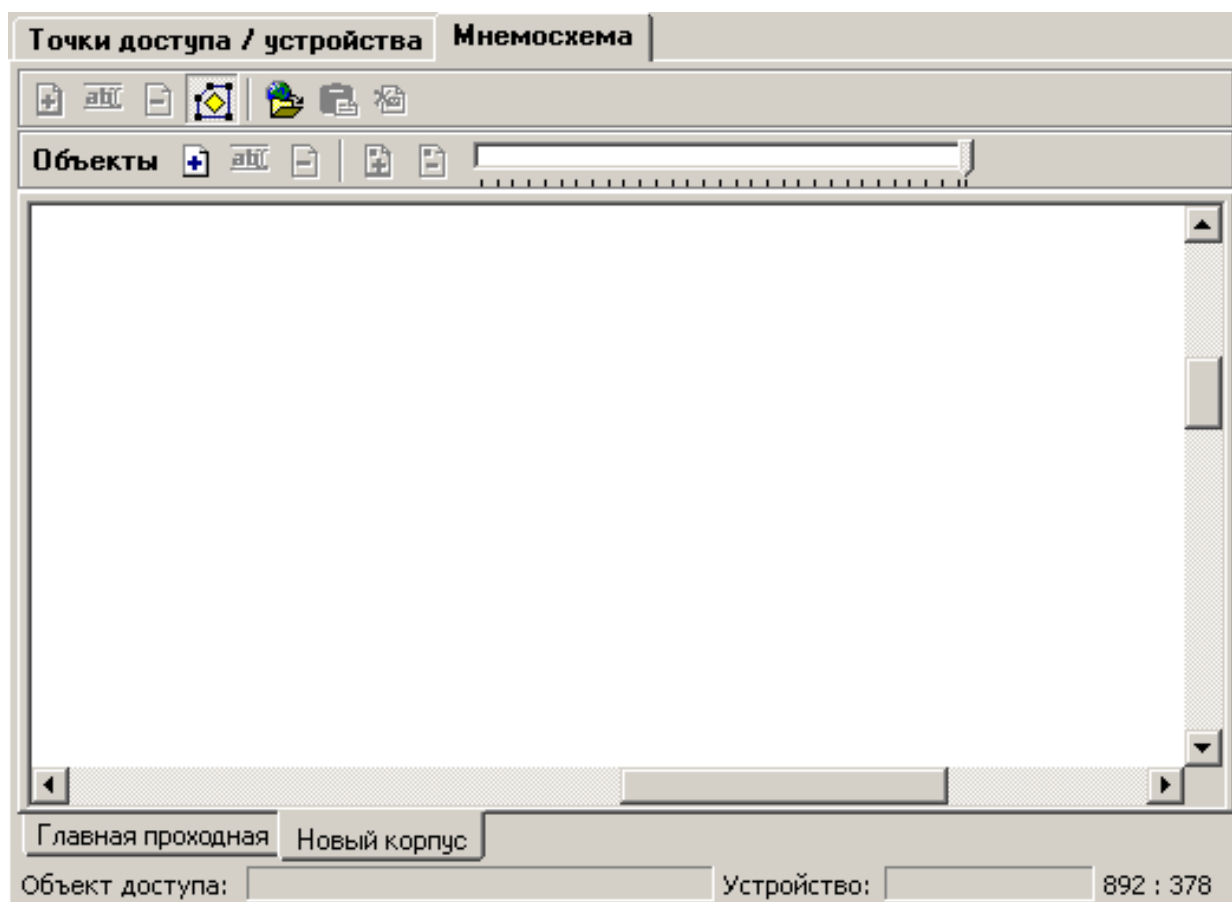 Точки доступа / устройства Мнемосхема
Объекты
Главная проходная Новый корпус
Объект доступа: Устройство: 892 : 378